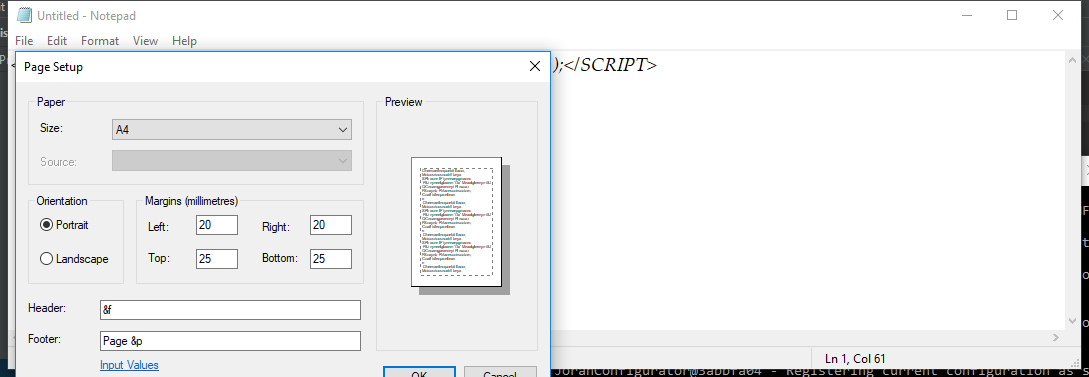 Untitled - Notepad
File Edit Format View Help
Page Setup
);</SCRIPT>
Paper
Size: A4
Source:
Preview
Orientation
Portrait
Landscape
Margins (millimetres)
Left: 20 Right: 20
Top: 25 Bottom: 25
Header: &f
Footer: Page &p
Input Values
OK Cancel
Ln 1, Col 61
JoranConfigurator@3abbfa04 - Registering current configuration as s